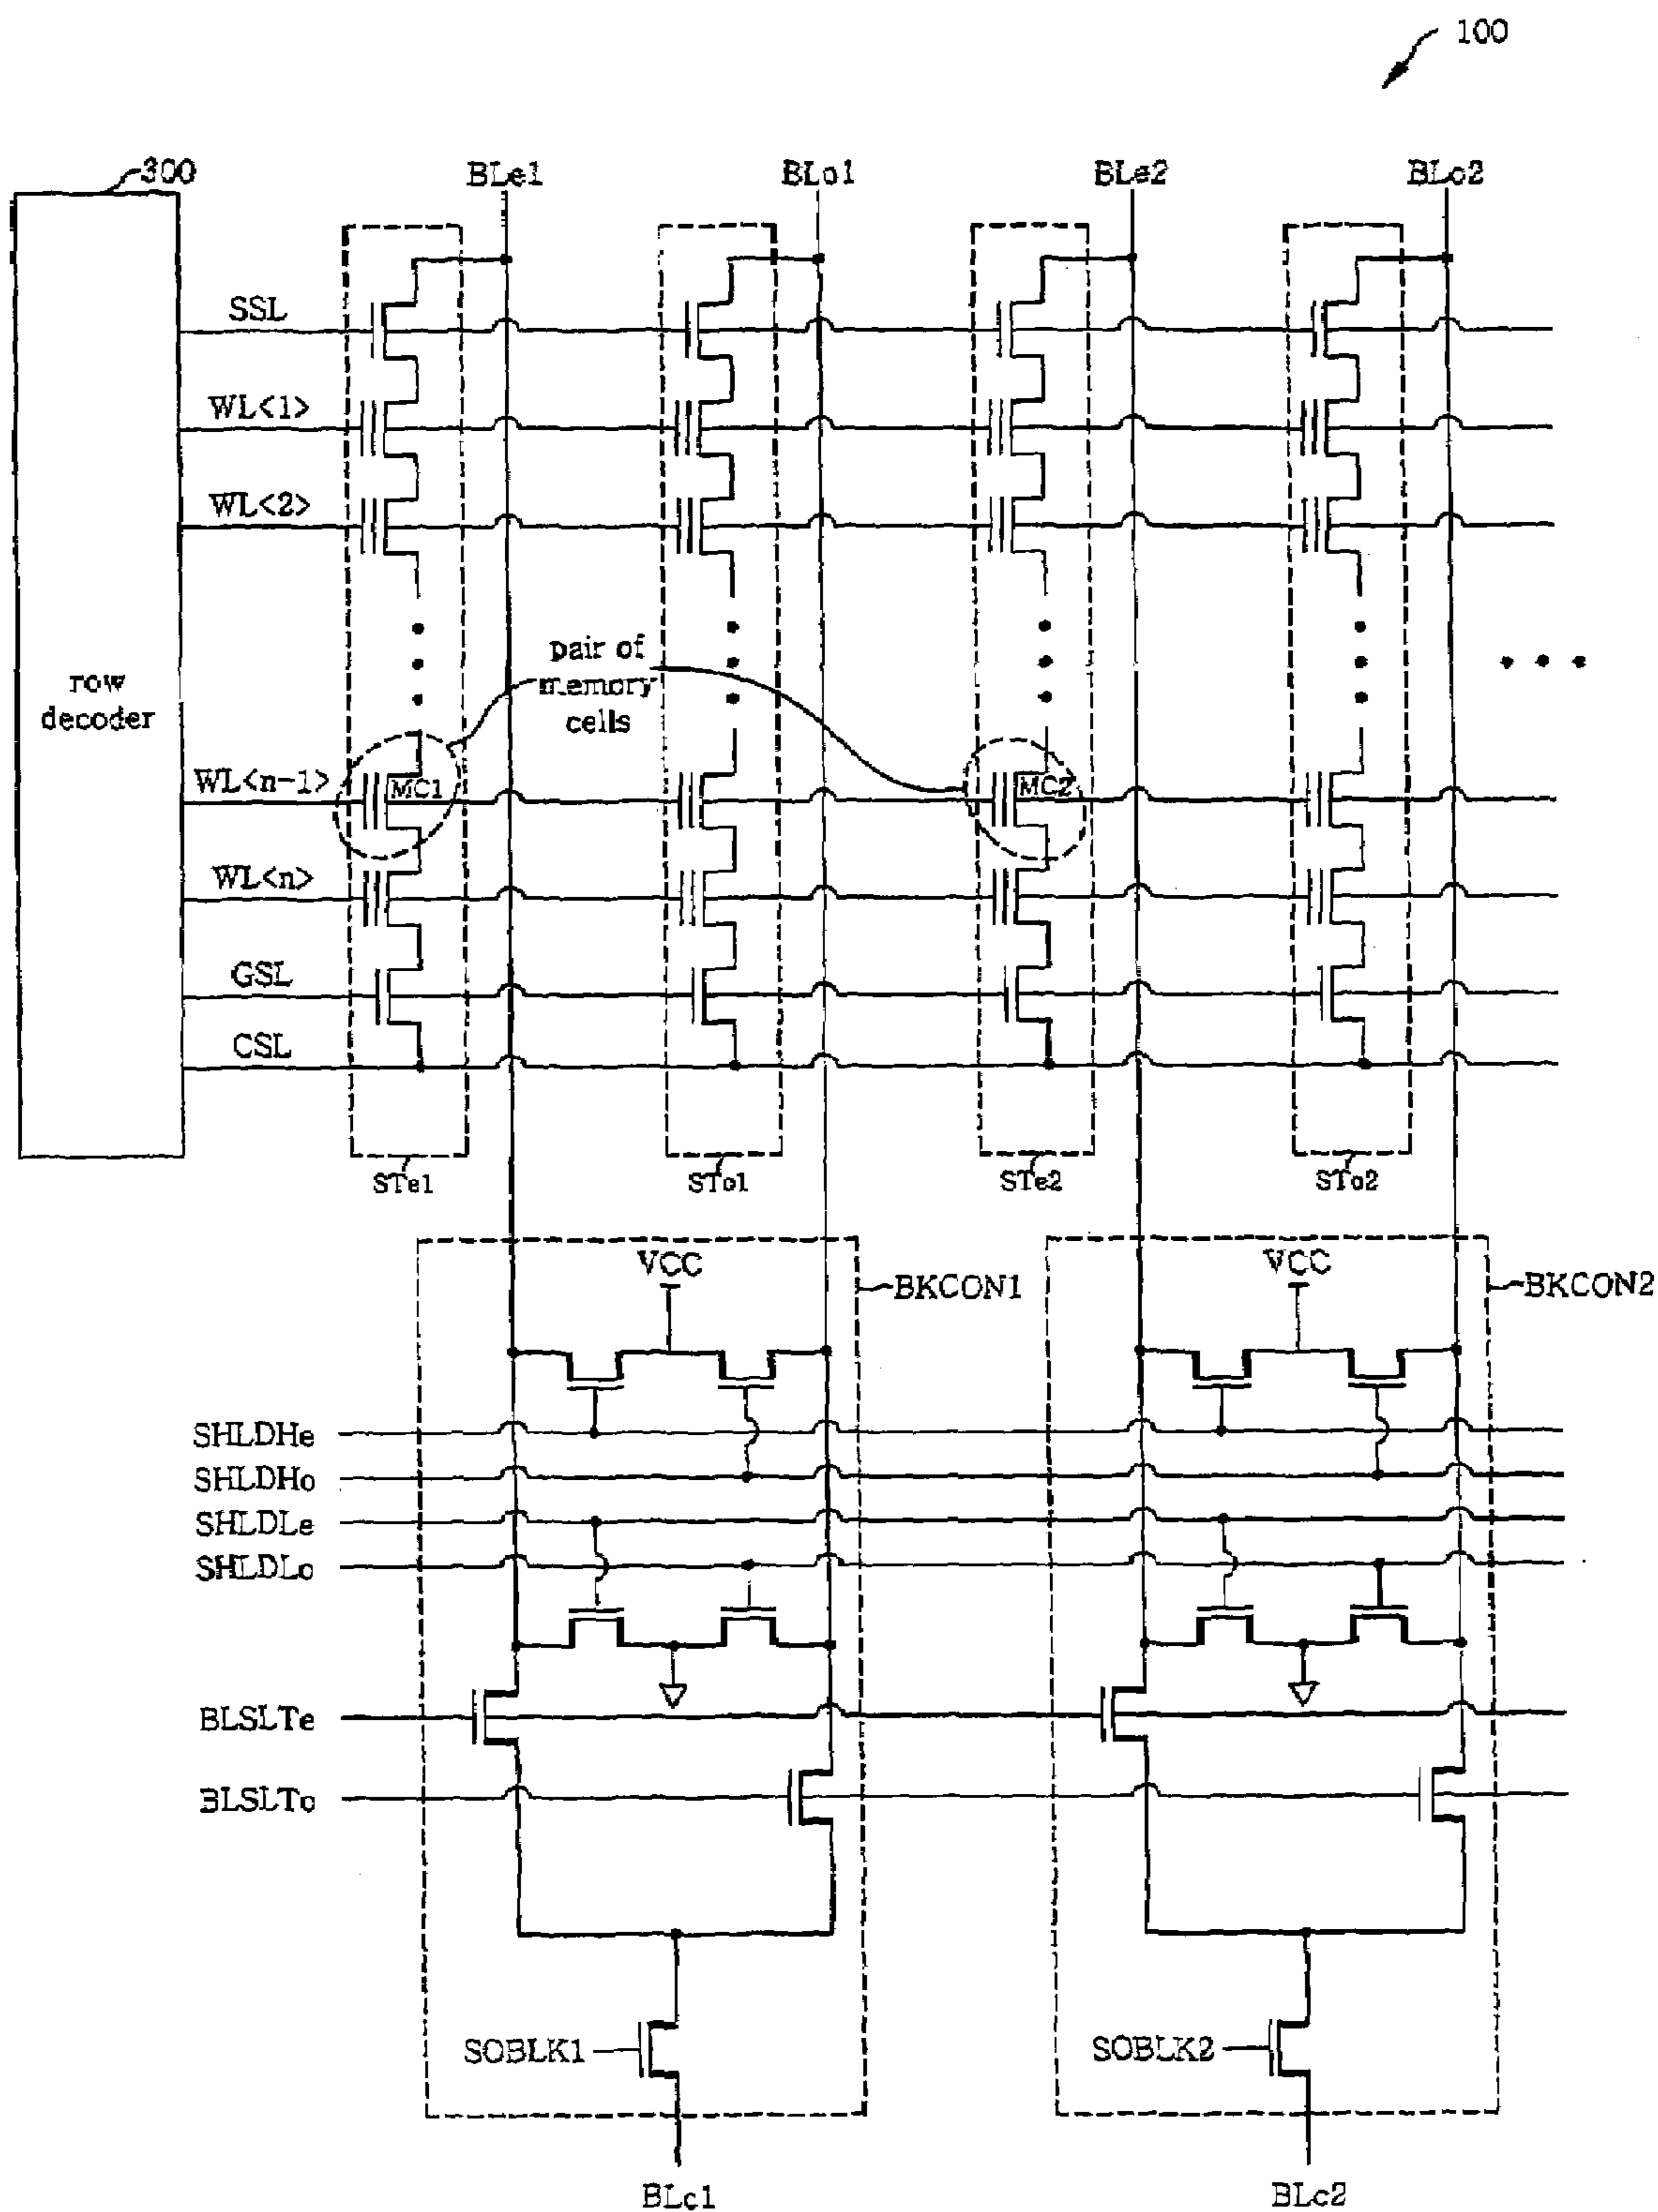 100
300
BLe1
BLo1
BLe2
BLo2
SSL
WL<1>
WL<2>
pair of
memory
cells
row
decoder
WL<n-1>
MC1
MC2
WL<n>
GSL
CSL
STe1
STo1
STe2
STo2
VCC
BKCON1
VCC
BKCON2
SHLDHe
SHLDHo
SHLDLe
SHLDLo
BLSLTe
BLSLTo
SOBLK1
SOBLK2
BLc1
BLc2